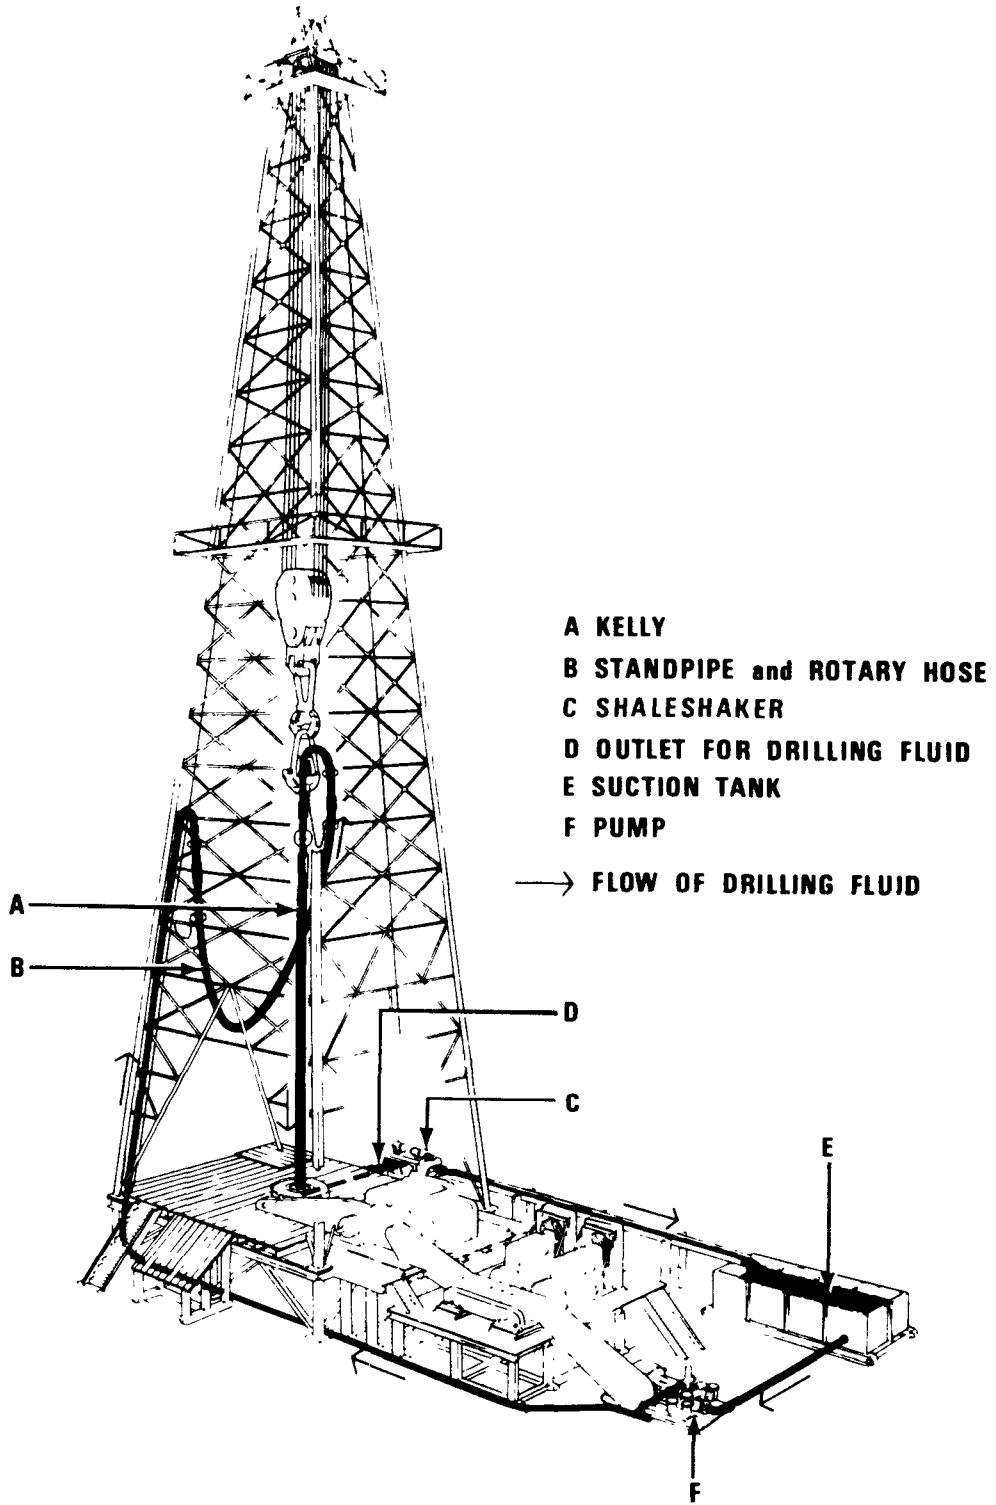 A KELLY
B STANDPIPE and ROTARY HOSE
C SHALESHAKER
D OUTLET FOR DRILLING FLUID
E SUCTION TANK
F PUMP
FLOW OF DRILLING FLUID
A
B
D
C
E
F